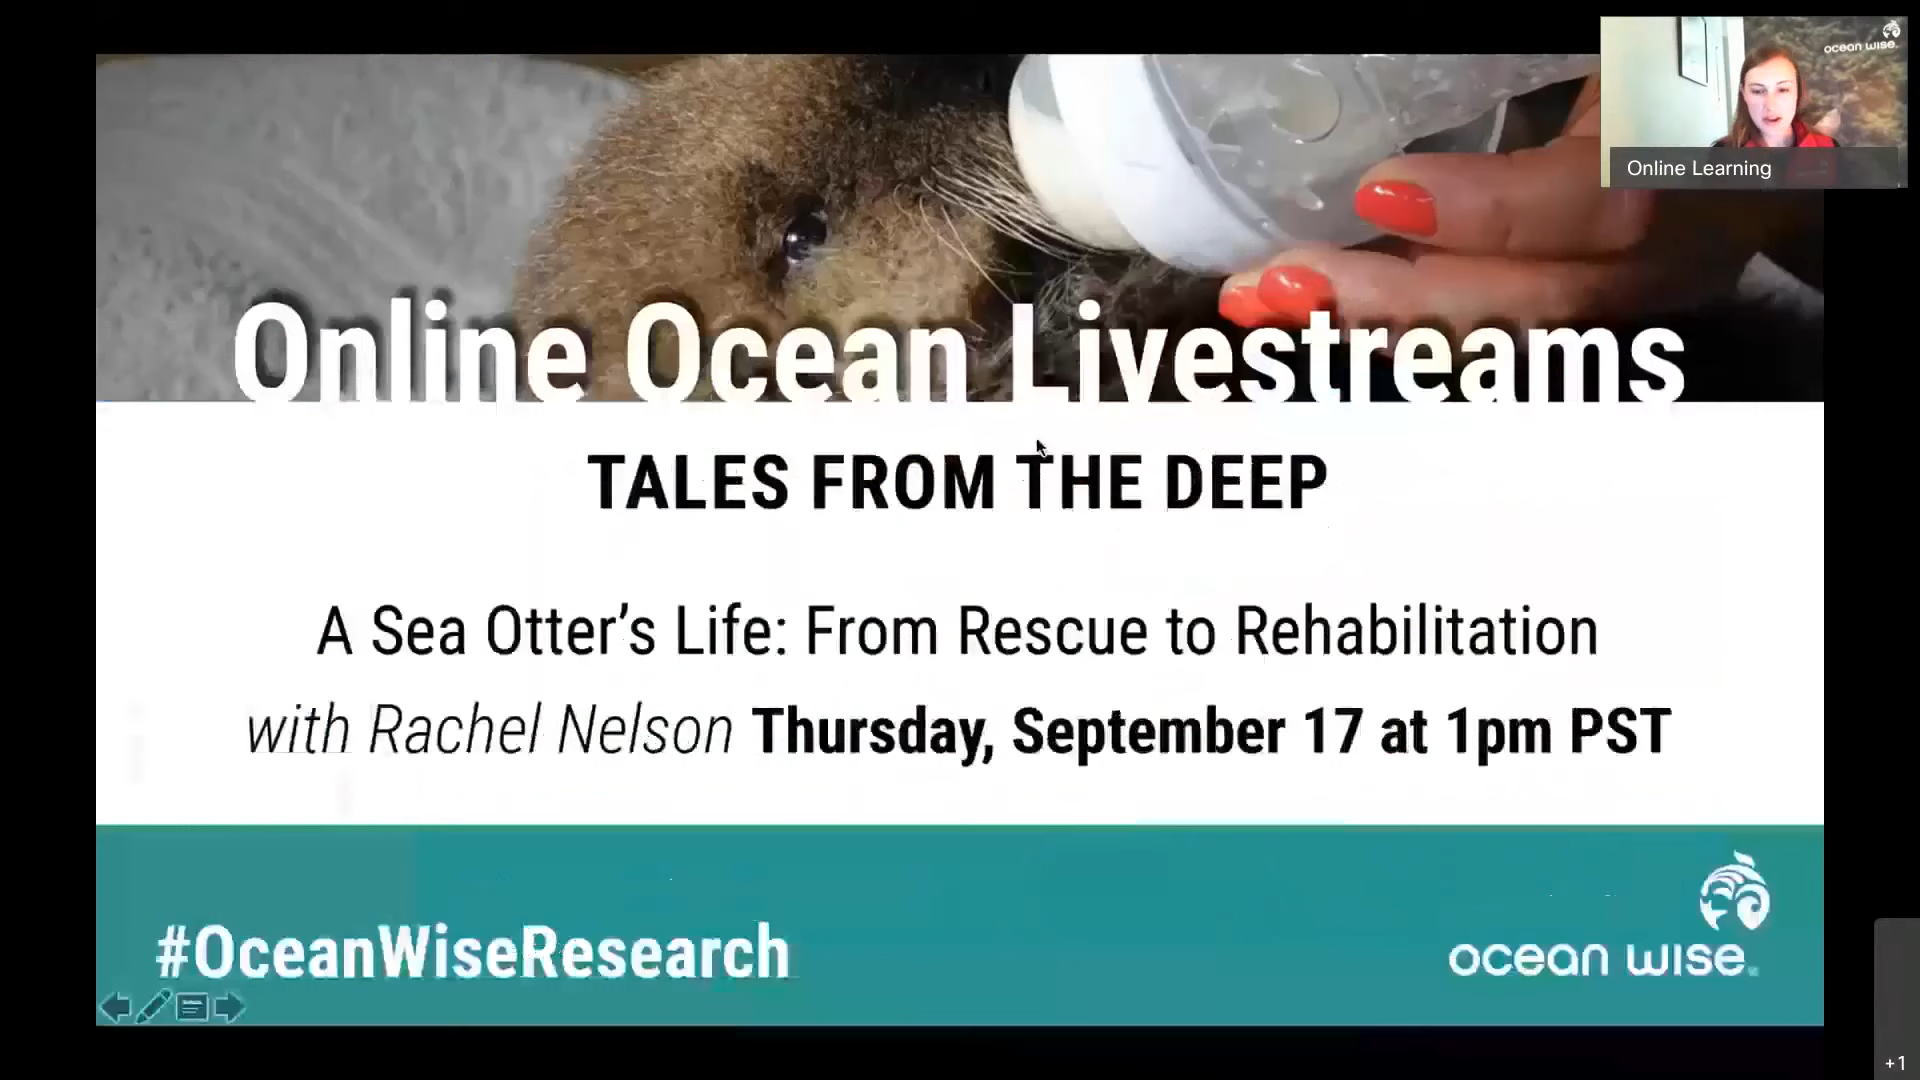 ocean wise.
Online Learning
Online Ocean Livestreams
TALES FROM THE DEEP
A Sea Otter’s Life: From Rescue to Rehabilitation
with Rachel Nelson Thursday, September 17 at 1pm PST
#OceanWiseResearch
ocean wise.
+1